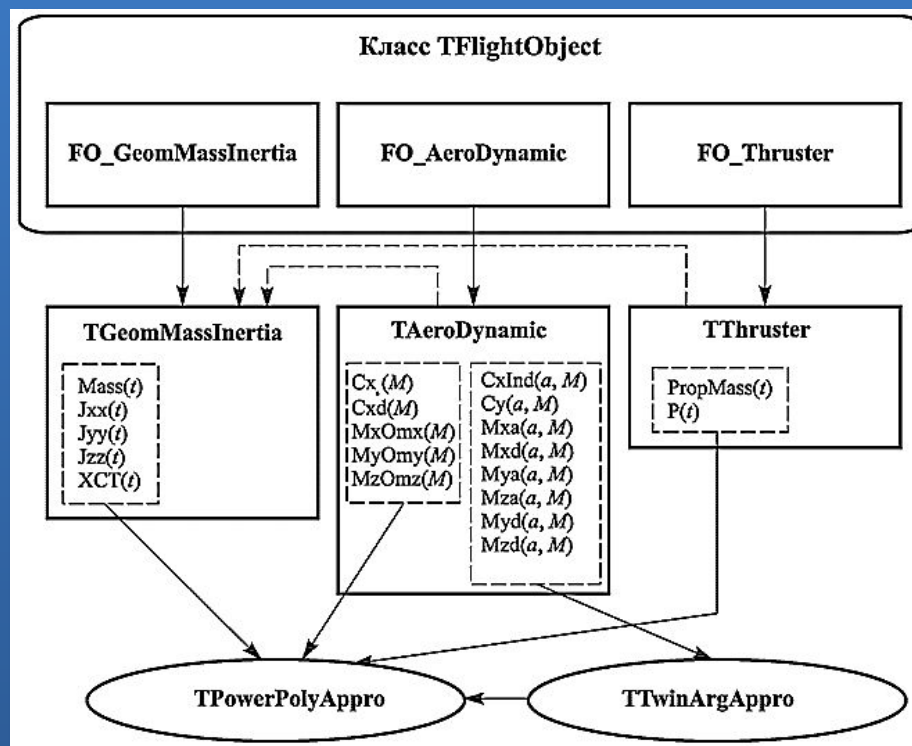 Класс TFlightObject
FO_GeomMassInertia
FO_AeroDynamic
FO_Thruster
TGeomMassInertia
Mass(t)
Jxx(t)
Jyy(t)
Jzz(t)
XCT(t)
TAeroDynamic
Cx(M)
Cxd(M)
MxOmx(M)
MyOmy(M)
MzOmz(M)
CxInd(a, M)
Cy(a, M)
Mxa(a, M)
Mxd(a, M)
Mya(a, M)
Mza(a, M)
Myd(a, M)
Mzd(a, M)
TThruster
PropMass(t)
P(t)
TPowerPolyAppro
TTwinArgAppro